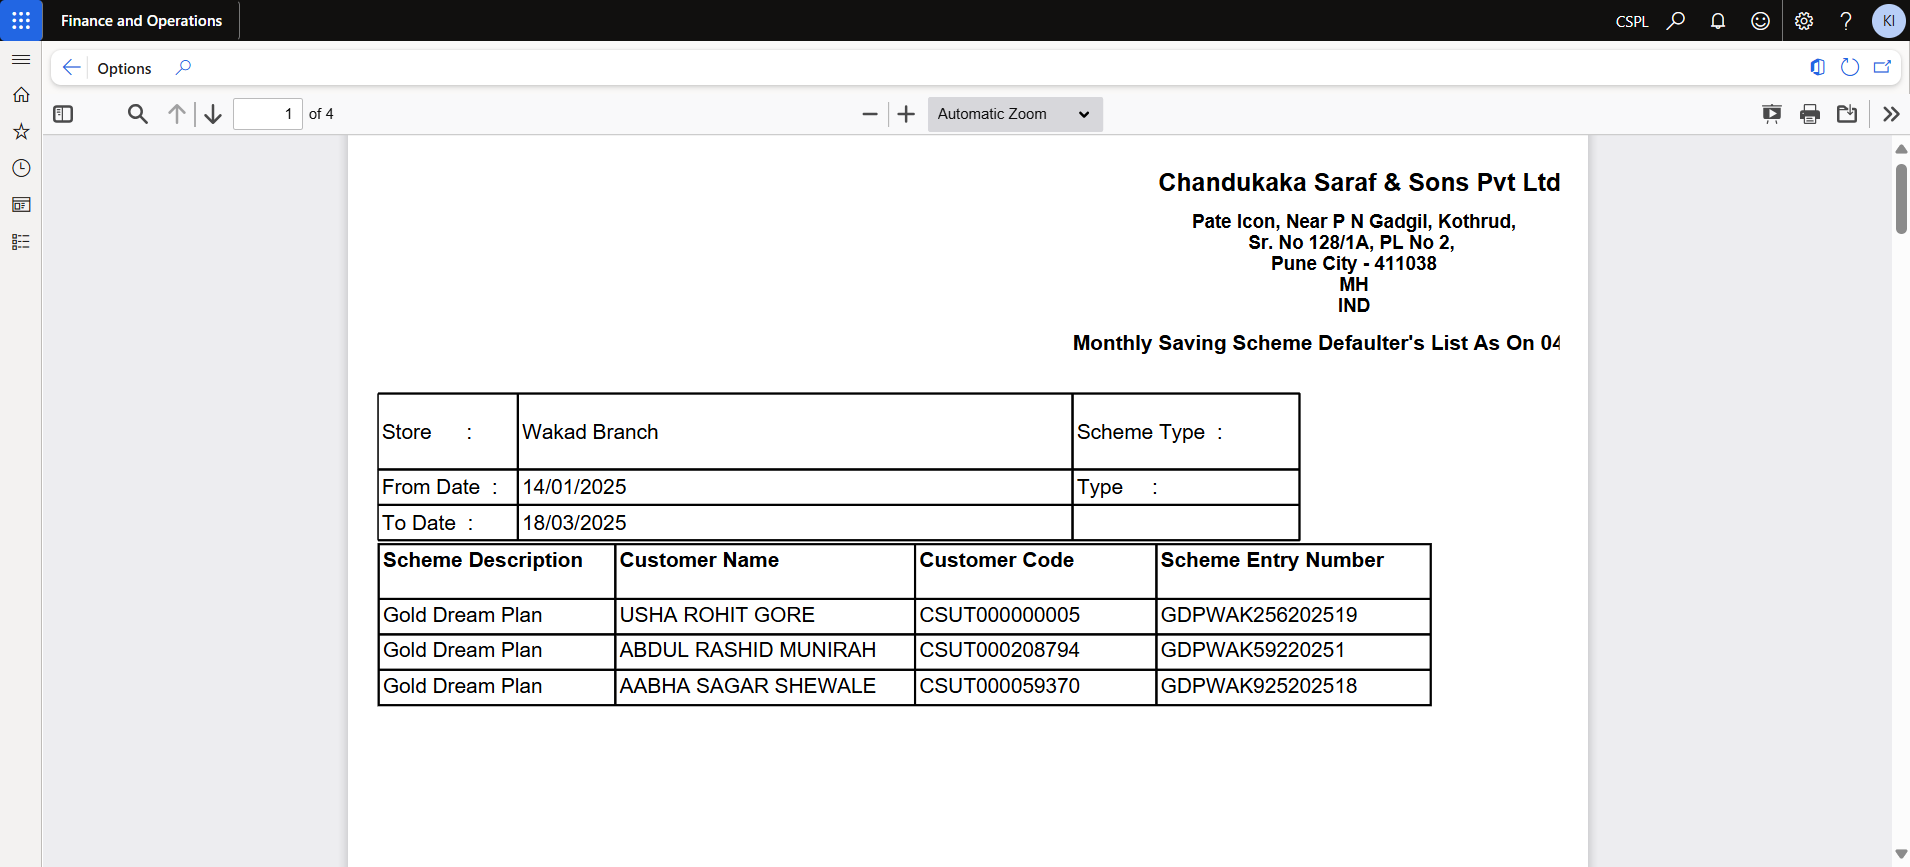 Finance and Operations
CSPL
KI
Options
1 of 4
Automatic Zoom
Chandukaka Saraf & Sons Pvt Ltd
Pate Icon, Near P N Gadgil, Kothrud,
Sr. No 128/1A, PL No 2,
Pune City - 411038
MH
IND
Monthly Saving Scheme Defaulter's List As On 04
Store : Wakad Branch Scheme Type :
From Date : 14/01/2025 Type :
To Date : 18/03/2025
Scheme Description Customer Name Customer Code Scheme Entry Number
Gold Dream Plan USHA ROHIT GORE CSUT000000005 GDPWAK256202519
Gold Dream Plan ABDUL RASHID MUNIRAH CSUT000208794 GDPWAK59220251
Gold Dream Plan AABHA SAGAR SHEWALE CSUT000059370 GDPWAK925202518